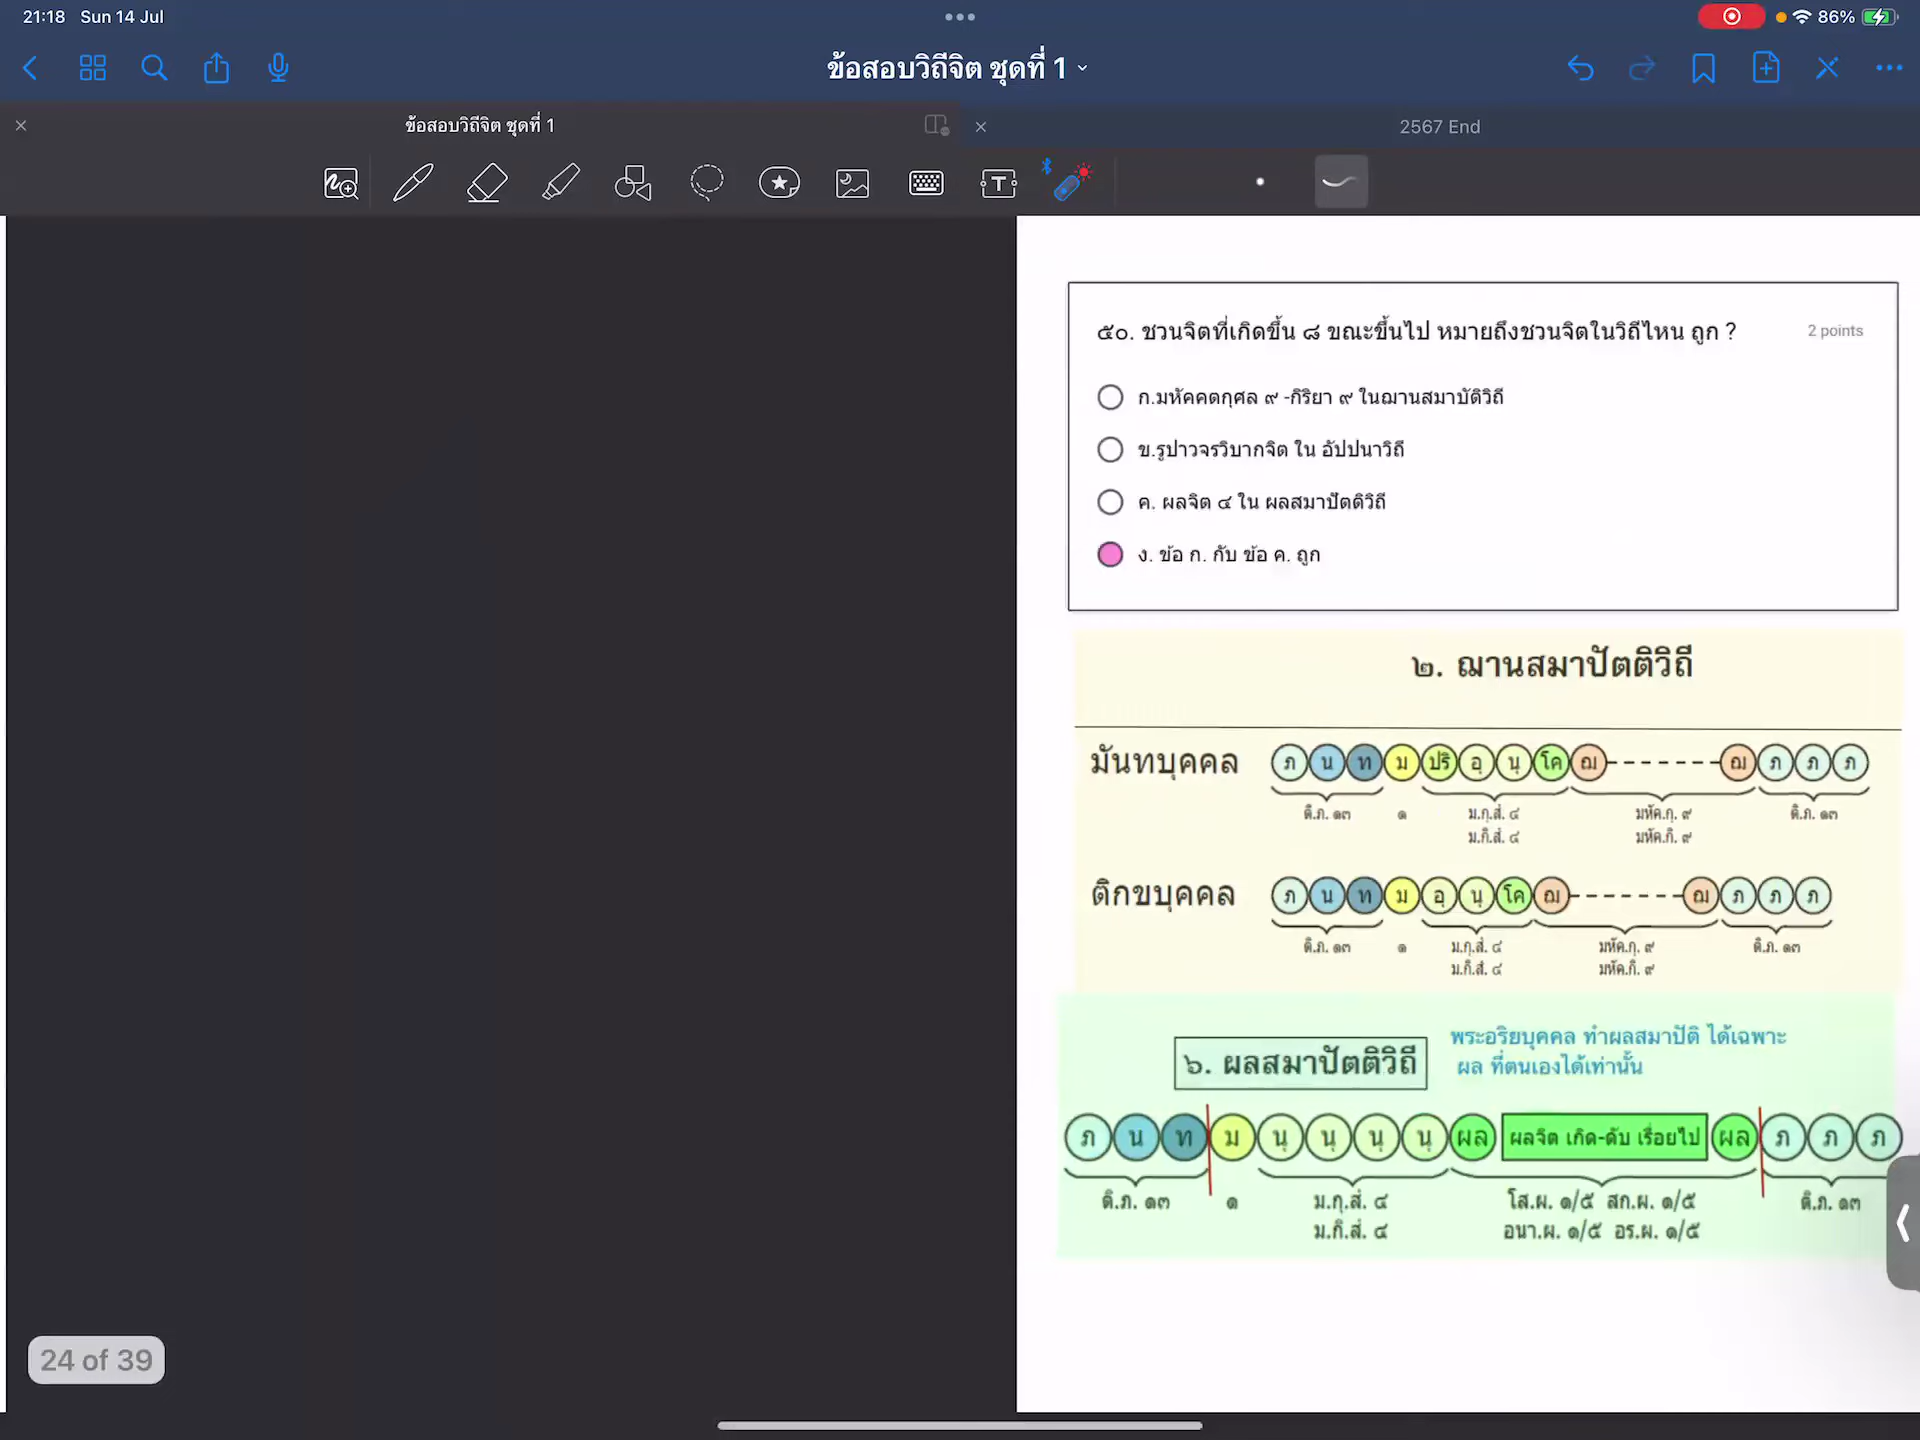 21:18 Sun 14 Jul
86%
ข้อสอบวิถีจิต ชุดที่ 1
ข้อสอบวิถีจิต ชุดที่ 1
2567 End
๕๐. ชวนจิตที่เกิดขึ้น ๘ ขณะขึ้นไป หมายถึงชวนจิตในวิถีไหน ถูก ?
2 points
ก.มหัคคตกุศล ๙ -กิริยา ๙ ในฌานสมาบัติวิถี
ข.รูปาวจรวิบากจิต ใน อัปปนาวิถี
ค. ผลจิต ๔ ใน ผลสมาปัตติวิถี
ง. ข้อ ก. กับ ข้อ ค. ถูก
๒. ฌานสมาปัตติวิถี
มันทบุคคล ภ น ท ม ปริ อุ นุ โค ฌ ฌ ภ ภ ภ
ติ.ภ. ๑๓ ๑ ม.กุ.สํ. ๔ มหัค.กุ. ๙ ติ.ภ. ๑๓
ม.กิ.สํ. ๔ มหัค.กิ. ๙
ติกขบุคคล ภ น ท ม อุ นุ โค ฌ ฌ ภ ภ ภ
ติ.ภ. ๑๓ ๑ ม.กุ.สํ. ๔ มหัค.กุ. ๙ ติ.ภ. ๑๓
ม.กิ.สํ. ๔ มหัค.กิ. ๙
๖. ผลสมาปัตติวิถี
พระอริยบุคคล ทำผลสมาปัติ ได้เฉพาะ
ผล ที่ตนเองได้เท่านั้น
ภ น ท ม นุ นุ นุ นุ ผล ผลจิต เกิด-ดับ เรื่อยไป ผล ภ ภ ภ
ติ.ภ. ๑๓ ๑ ม.กุ.สํ. ๔ โส.ผ. ๑/๕ สก.ผ. ๑/๕ ติ.ภ. ๑๓
ม.กิ.สํ. ๔ อนา.ผ. ๑/๕ อร.ผ. ๑/๕
24 of 39